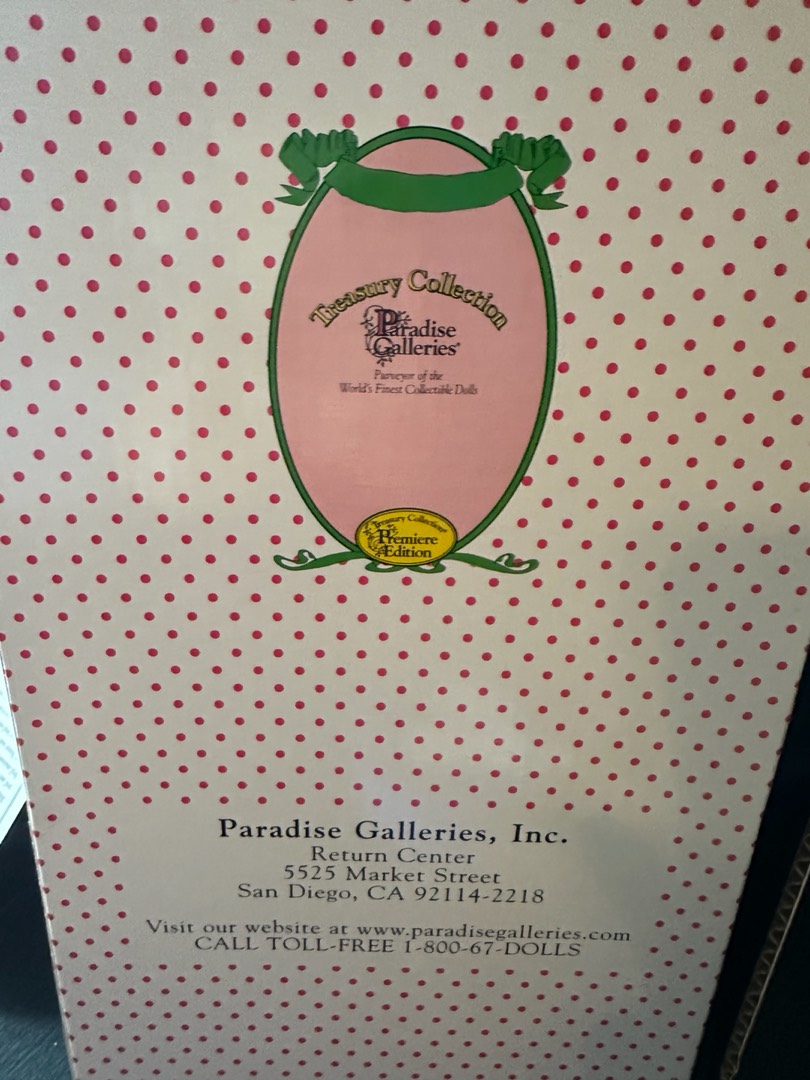 Treasury Collection
Paradise
Galleries®
Purveyor of the
World's Finest Collectible Dolls
Treasury Collection®
Premiere
Edition
Paradise Galleries, Inc.
Return Center
5525 Market Street
San Diego, CA 92114-2218
Visit our website at www.paradisegalleries.com
CALL TOLL-FREE 1-800-67-DOLLS